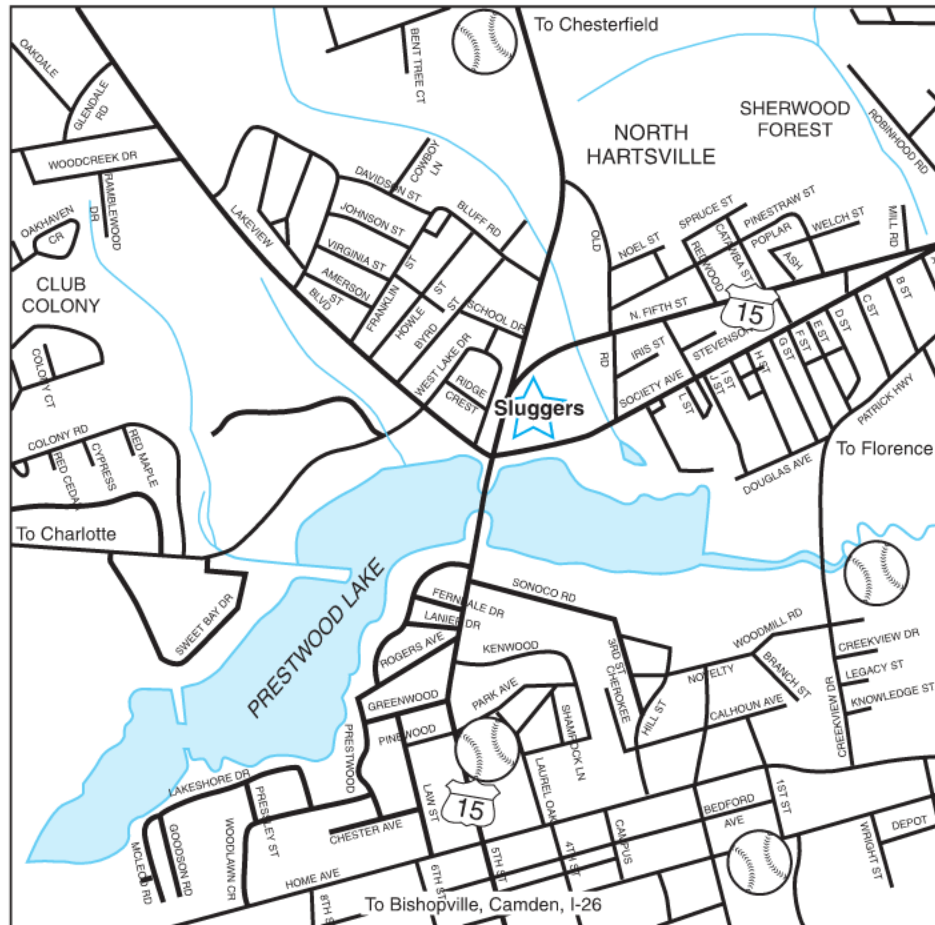 To Chesterfield
OAKDALE
GLENDALE
RD
BENT TREE CT
SHERWOOD
FOREST
ROBINHOOD RD
NORTH
HARTSVILLE
WOODCREEK DR
RAMBLEWOOD
DR
COWBOY
LN
DAVIDSON ST
BLUFF RD
JOHNSON ST
LAKEVIEW
BLVD
VIRGINIA ST
AMERSON
ST
FRANKLIN
ST
HOWLE
ST
BYRD
ST
SCHOOL DR
WEST LAKE DR
RIDGE
CREST
OAKHAVEN
CR
CLUB
COLONY
COLONY CT
OLD
RD
NOEL ST
SPRUCE ST
PINESTRAW ST
CATAWBA ST
REDWOOD
POPLAR
ASH
WELCH ST
MILL RD
N. FIFTH ST
15
IRIS ST
STEVENSON
SOCIETY AVE
B ST
C ST
D ST
E ST
F ST
G ST
H ST
I ST
J ST
L ST
PATRICK HWY
Sluggers
To Florence
DOUGLAS AVE
COLONY RD
RED CEDAR
CYPRESS
RED MAPLE
To Charlotte
SWEET BAY DR
PRESTWOOD LAKE
SONOCO RD
FERNDALE DR
LANIER DR
ROGERS AVE
KENWOOD
3RD ST
CHEROKEE
WOODMILL RD
NOVELTY
BRANCH ST
HILL ST
CALHOUN AVE
CREEKVIEW DR
LEGACY ST
KNOWLEDGE ST
CREEKVIEW DR
GREENWOOD
PARK AVE
PINEWOOD
PRESTWOOD
SHAMROCK LN
LAUREL OAK
LAKESHORE DR
PRESSLEY ST
LAW ST
15
1ST ST
BEDFORD
AVE
CHESTER AVE
MCLEOD RD
GOODSON RD
WOODLAWN CR
HOME AVE
CAMPUS
WRIGHT ST
DEPOT
8TH S
6TH ST
5TH ST
4TH ST
To Bishopville, Camden, I-26